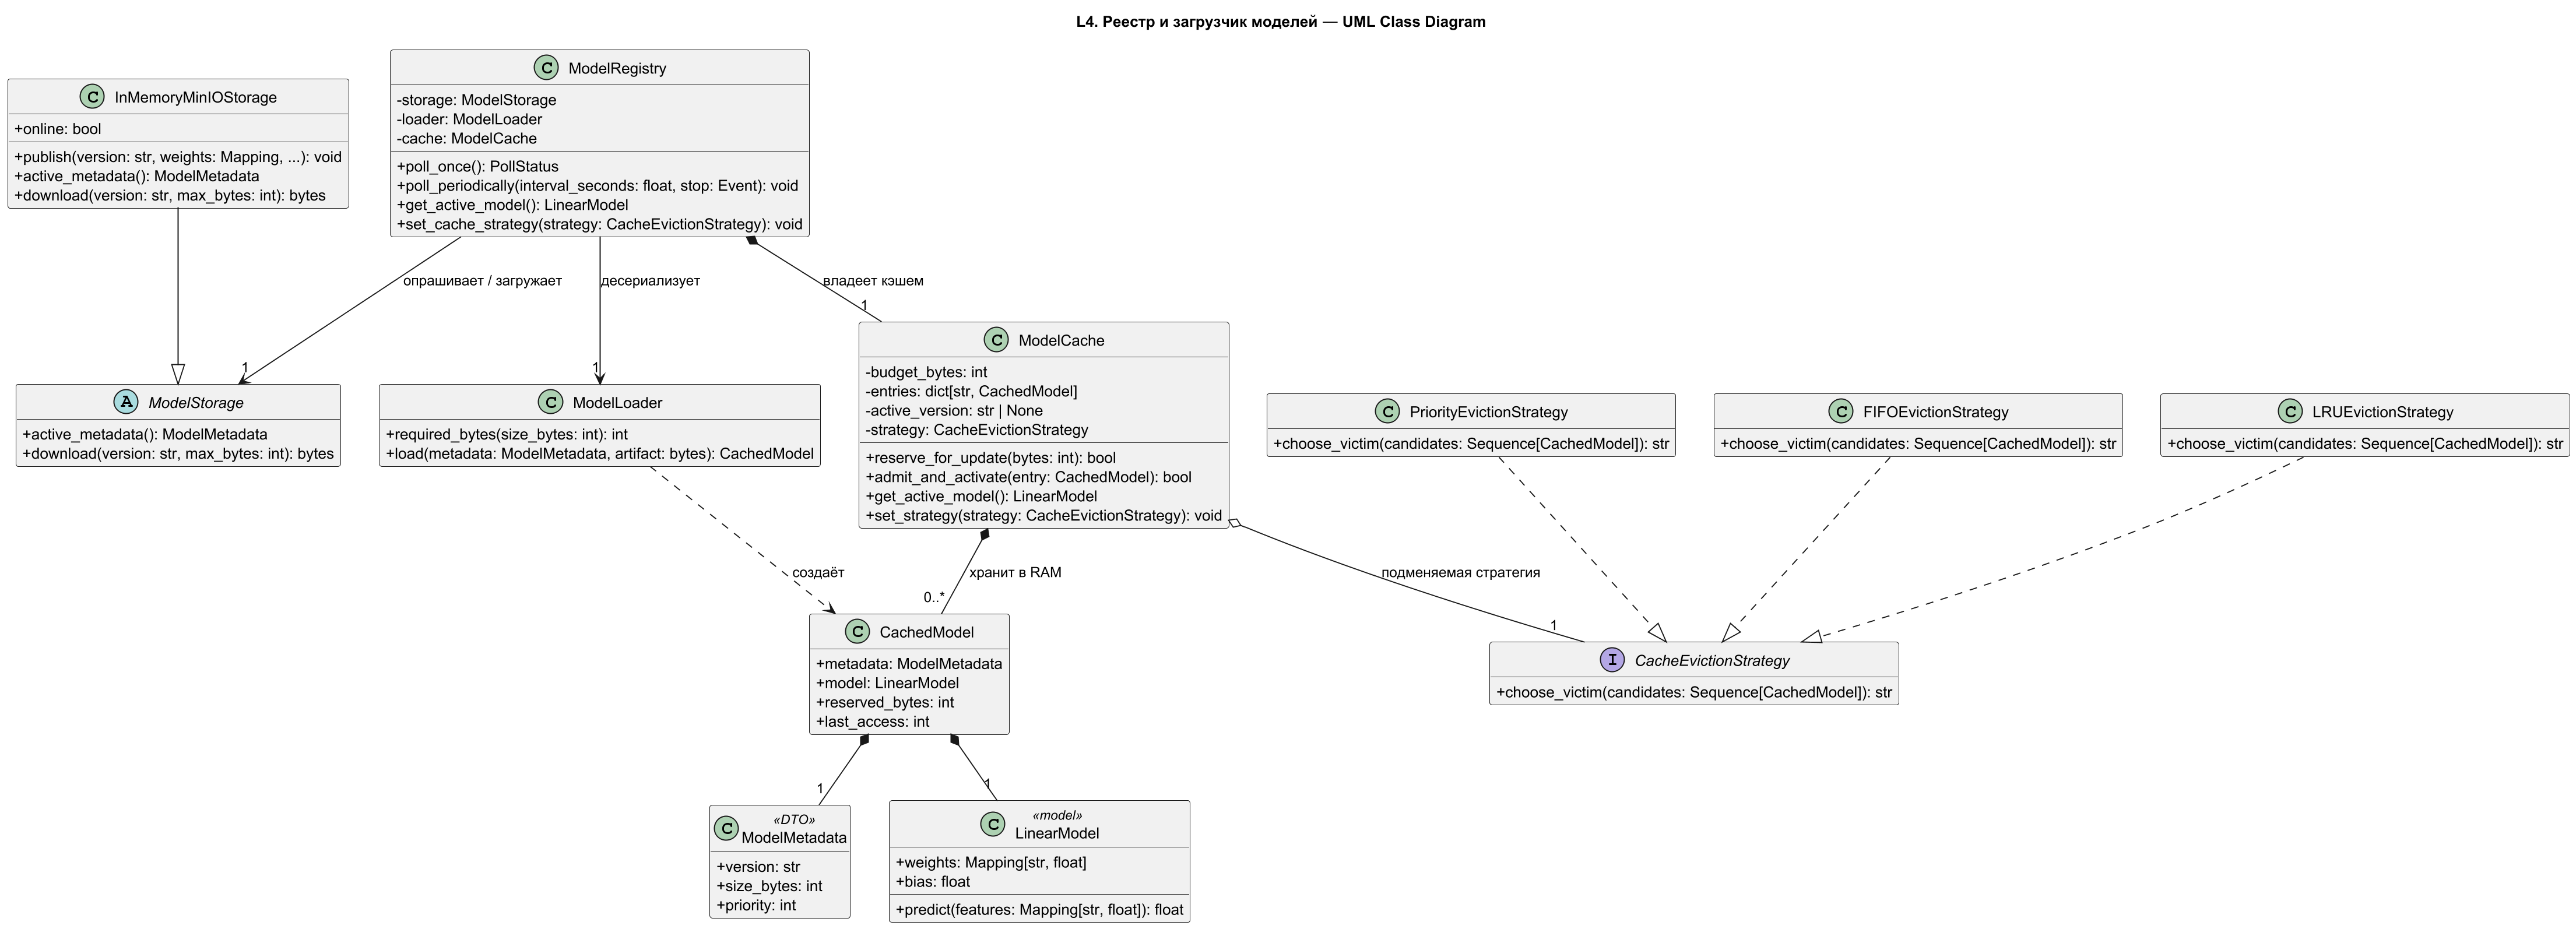 L4. Реестр и загрузчик моделей — UML Class Diagram
C InMemoryMinIOStorage
+online: bool
+publish(version: str, weights: Mapping, ...): void
+active_metadata(): ModelMetadata
+download(version: str, max_bytes: int): bytes
C ModelRegistry
-storage: ModelStorage
-loader: ModelLoader
-cache: ModelCache
+poll_once(): PollStatus
+poll_periodically(interval_seconds: float, stop: Event): void
+get_active_model(): LinearModel
+set_cache_strategy(strategy: CacheEvictionStrategy): void
опрашивает / загружает
1
десериализует
1
владеет кэшем
1
A ModelStorage
+active_metadata(): ModelMetadata
+download(version: str, max_bytes: int): bytes
C ModelLoader
+required_bytes(size_bytes: int): int
+load(metadata: ModelMetadata, artifact: bytes): CachedModel
C ModelCache
-budget_bytes: int
-entries: dict[str, CachedModel]
-active_version: str | None
-strategy: CacheEvictionStrategy
+reserve_for_update(bytes: int): bool
+admit_and_activate(entry: CachedModel): bool
+get_active_model(): LinearModel
+set_strategy(strategy: CacheEvictionStrategy): void
C PriorityEvictionStrategy
+choose_victim(candidates: Sequence[CachedModel]): str
C FIFOEvictionStrategy
+choose_victim(candidates: Sequence[CachedModel]): str
C LRUEvictionStrategy
+choose_victim(candidates: Sequence[CachedModel]): str
создаёт
хранит в RAM
0..*
подменяемая стратегия
1
C CachedModel
+metadata: ModelMetadata
+model: LinearModel
+reserved_bytes: int
+last_access: int
I CacheEvictionStrategy
+choose_victim(candidates: Sequence[CachedModel]): str
1
1
«DTO»
C ModelMetadata
+version: str
+size_bytes: int
+priority: int
«model»
C LinearModel
+weights: Mapping[str, float]
+bias: float
+predict(features: Mapping[str, float]): float